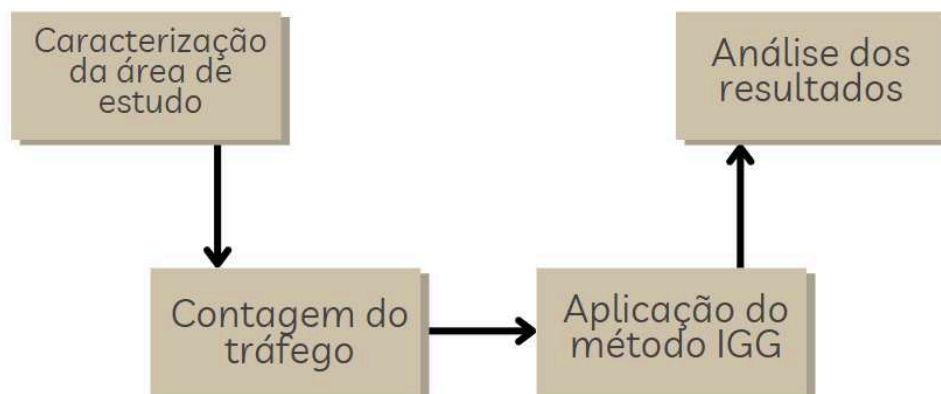 Caracterização
da área de
estudo
Contagem do
tráfego
Aplicação do
método IGG
Análise dos
resultados